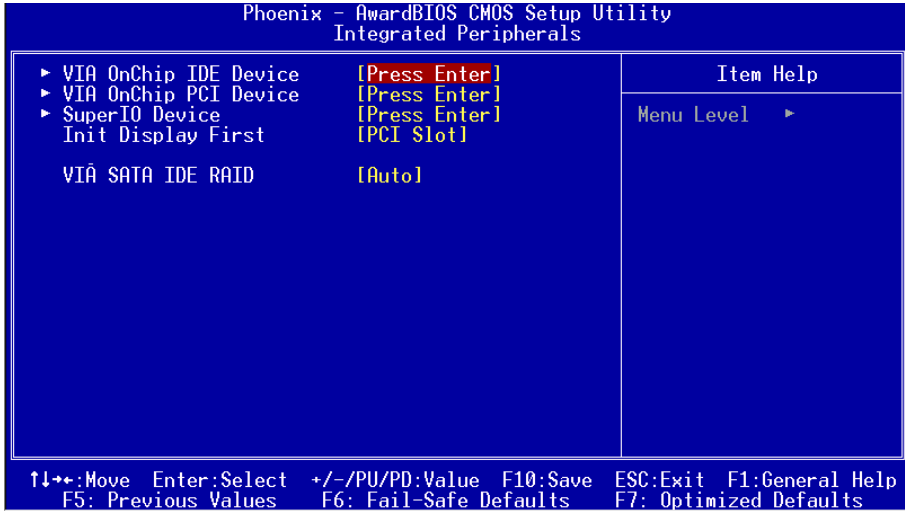 Phoenix - AwardBIOS CMOS Setup Utility
Integrated Peripherals
► VIA OnChip IDE Device [Press Enter]
► VIA OnChip PCI Device [Press Enter]
► SuperIO Device [Press Enter]
Init Display First [PCI Slot]
VIĀ SATA IDE RAID [Auto]
Item Help
Menu Level ►
↑↓→←:Move Enter:Select +/-/PU/PD:Value F10:Save ESC:Exit F1:General Help
F5: Previous Values F6: Fail-Safe Defaults F7: Optimized Defaults